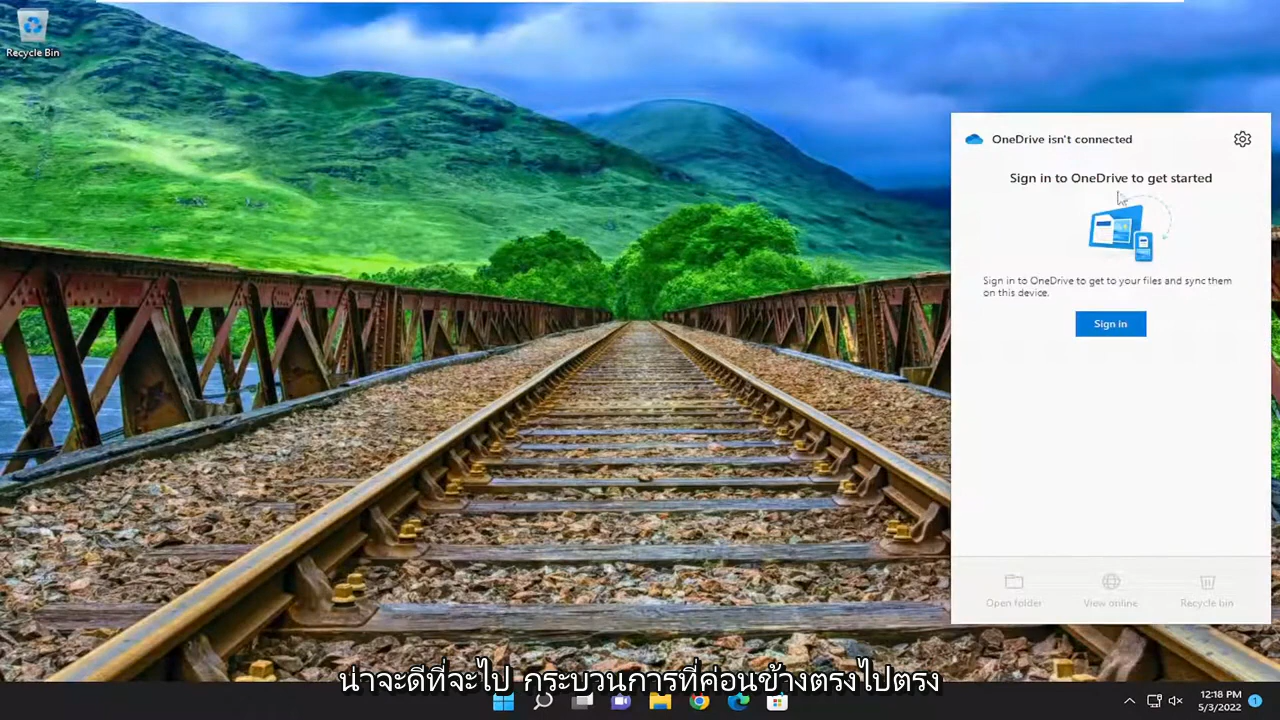 Recycle Bin
OneDrive isn't connected
Sign in to OneDrive to get started
Sign in to OneDrive to get to your files and sync them
on this device.
Sign in
Open folder
View online
Recycle bin
น่าจะดีที่จะไป กระบวนการที่ค่อนข้างตรงไปตรง
12:18 PM
5/3/2022
1